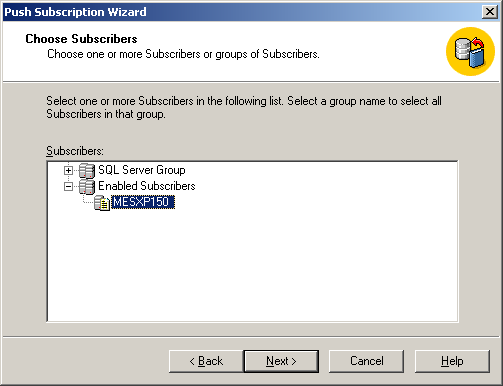 Push Subscription Wizard
Choose Subscribers
Choose one or more Subscribers or groups of Subscribers.
Select one or more Subscribers in the following list. Select a group name to select all
Subscribers in that group.
Subscribers:
SQL Server Group
Enabled Subscribers
MESXP150
< Back Next > Cancel Help